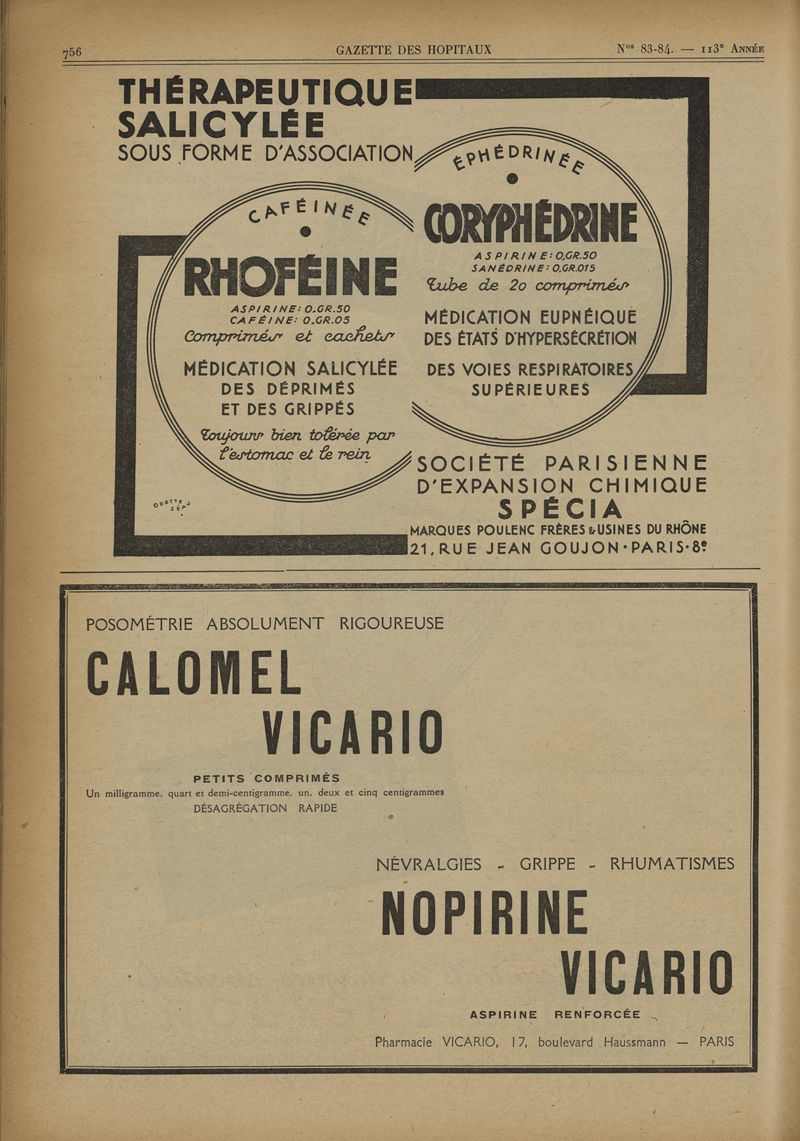 756
GAZETTE DES HOPITAUX
Nos 83-84. — 113e ANNÉE
THÉRAPEUTIQUE
SALICYLÉE
SOUS FORME D'ASSOCIATION
CAFÉINÉE
RHOFÉINE
ASPIRINE: O.GR.50
CAFÉINE: O.GR.05
Comprimés et cachets
MÉDICATION SALICYLÉE
DES DÉPRIMÉS
ET DES GRIPPÉS
Toujours bien tolérée par
l'estomac et le rein
ODETTE
ÉPHÉDRINÉE
CORYPHÉDRINE
ASPIRINE: O,GR.50
SANÉDRINE: O,GR.015
Tube de 20 comprimés
MÉDICATION EUPNÉIQUE
DES ÉTATS D'HYPERSÉCRÉTION
DES VOIES RESPIRATOIRES
SUPÉRIEURES
SOCIÉTÉ PARISIENNE
D'EXPANSION CHIMIQUE
SPÉCIA
MARQUES POULENC FRÈRES & USINES DU RHÔNE
21, RUE JEAN GOUJON · PARIS · 8e
POSOMÉTRIE ABSOLUMENT RIGOUREUSE
CALOMEL
VICARIO
PETITS COMPRIMÉS
Un milligramme, quart et demi-centigramme, un, deux et cinq centigrammes
DÉSAGRÉGATION RAPIDE
NÉVRALGIES - GRIPPE - RHUMATISMES
NOPIRINE
VICARIO
ASPIRINE RENFORCÉE
Pharmacie VICARIO, 17, boulevard Haussmann — PARIS